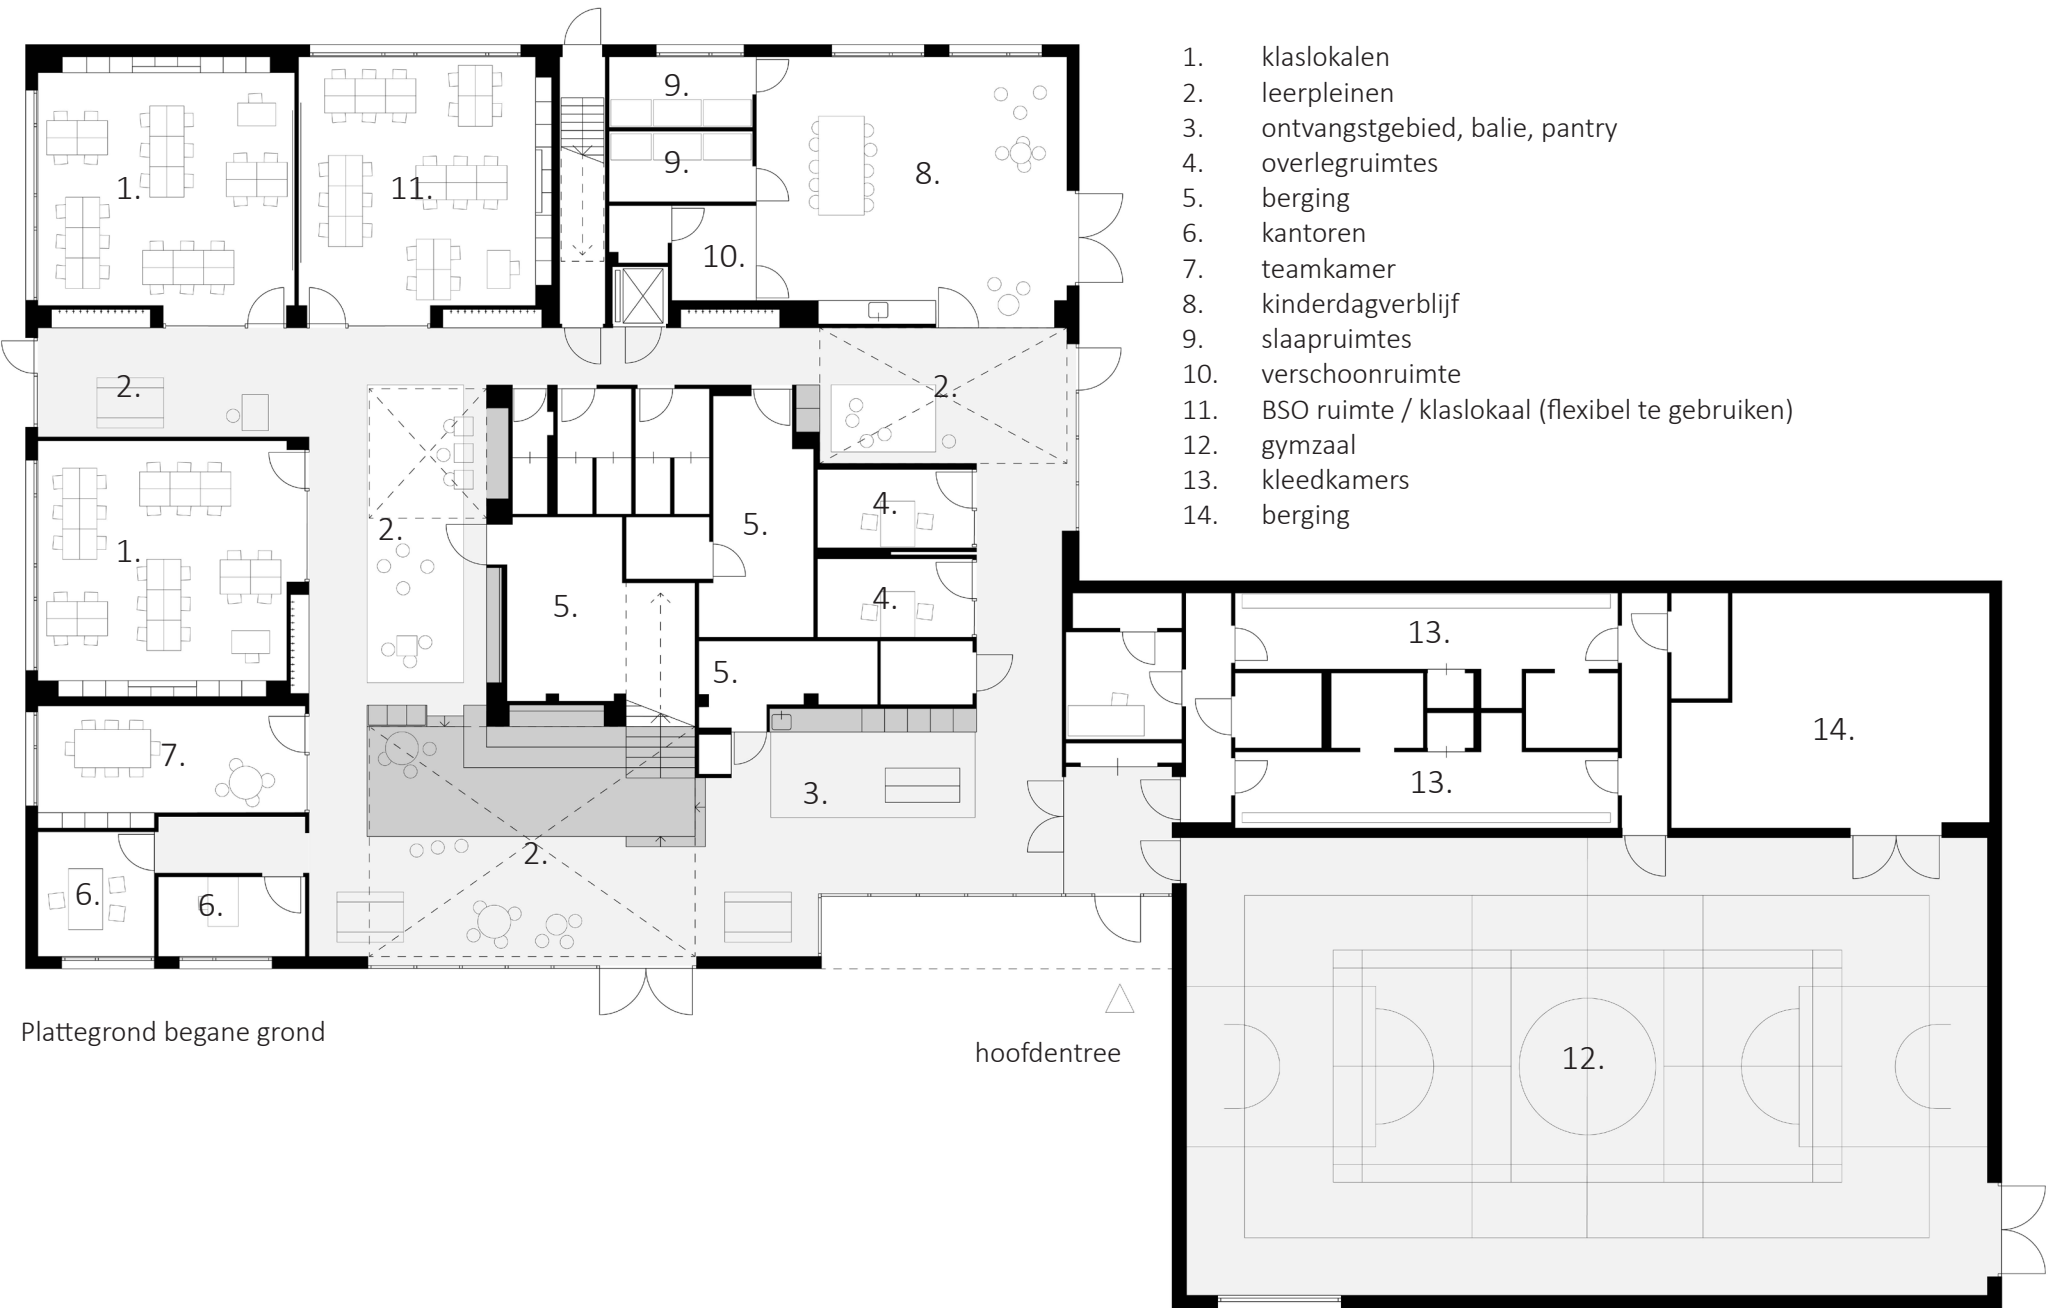 1. klaslokalen
2. leerpleinen
3. ontvangstgebied, balie, pantry
4. overlegruimtes
5. berging
6. kantoren
7. teamkamer
8. kinderdagverblijf
9. slaapruimtes
10. verschoonruimte
11. BSO ruimte / klaslokaal (flexibel te gebruiken)
12. gymzaal
13. kleedkamers
14. berging
9.
9.
8.
1.
11.
10.
2.
2.
4.
5.
2.
1.
4.
5.
13.
5.
14.
7.
13.
3.
2.
6.
6.
Plattegrond begane grond
hoofdentree
12.